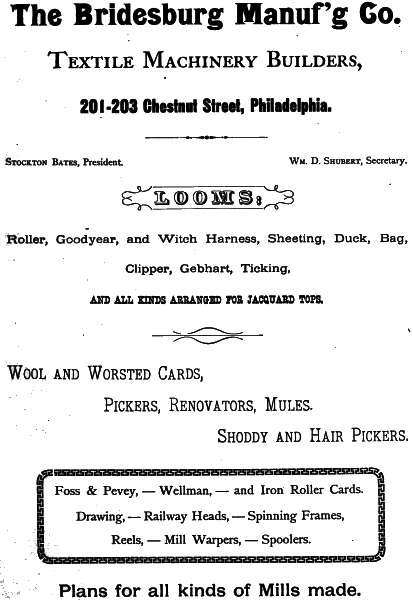 The Bridesburg Manuf'g Co.
Textile Machinery Builders,
201-203 Chestnut Street, Philadelphia.
Stockton Bates, President.
Wm. D. Shubert, Secretary.
LOOMS;
Roller, Goodyear, and Witch Harness, Sheeting, Duck, Bag,
Clipper, Gebhart, Ticking,
AND ALL KINDS ARRANGED FOR JACQUARD TOPS.
Wool and Worsted Cards,
Pickers, Renovators, Mules.
Shoddy and Hair Pickers.
Foss & Pevey, — Wellman, — and Iron Roller Cards.
Drawing, — Railway Heads, — Spinning Frames,
Reels, — Mill Warpers, — Spoolers.
Plans for all kinds of Mills made.